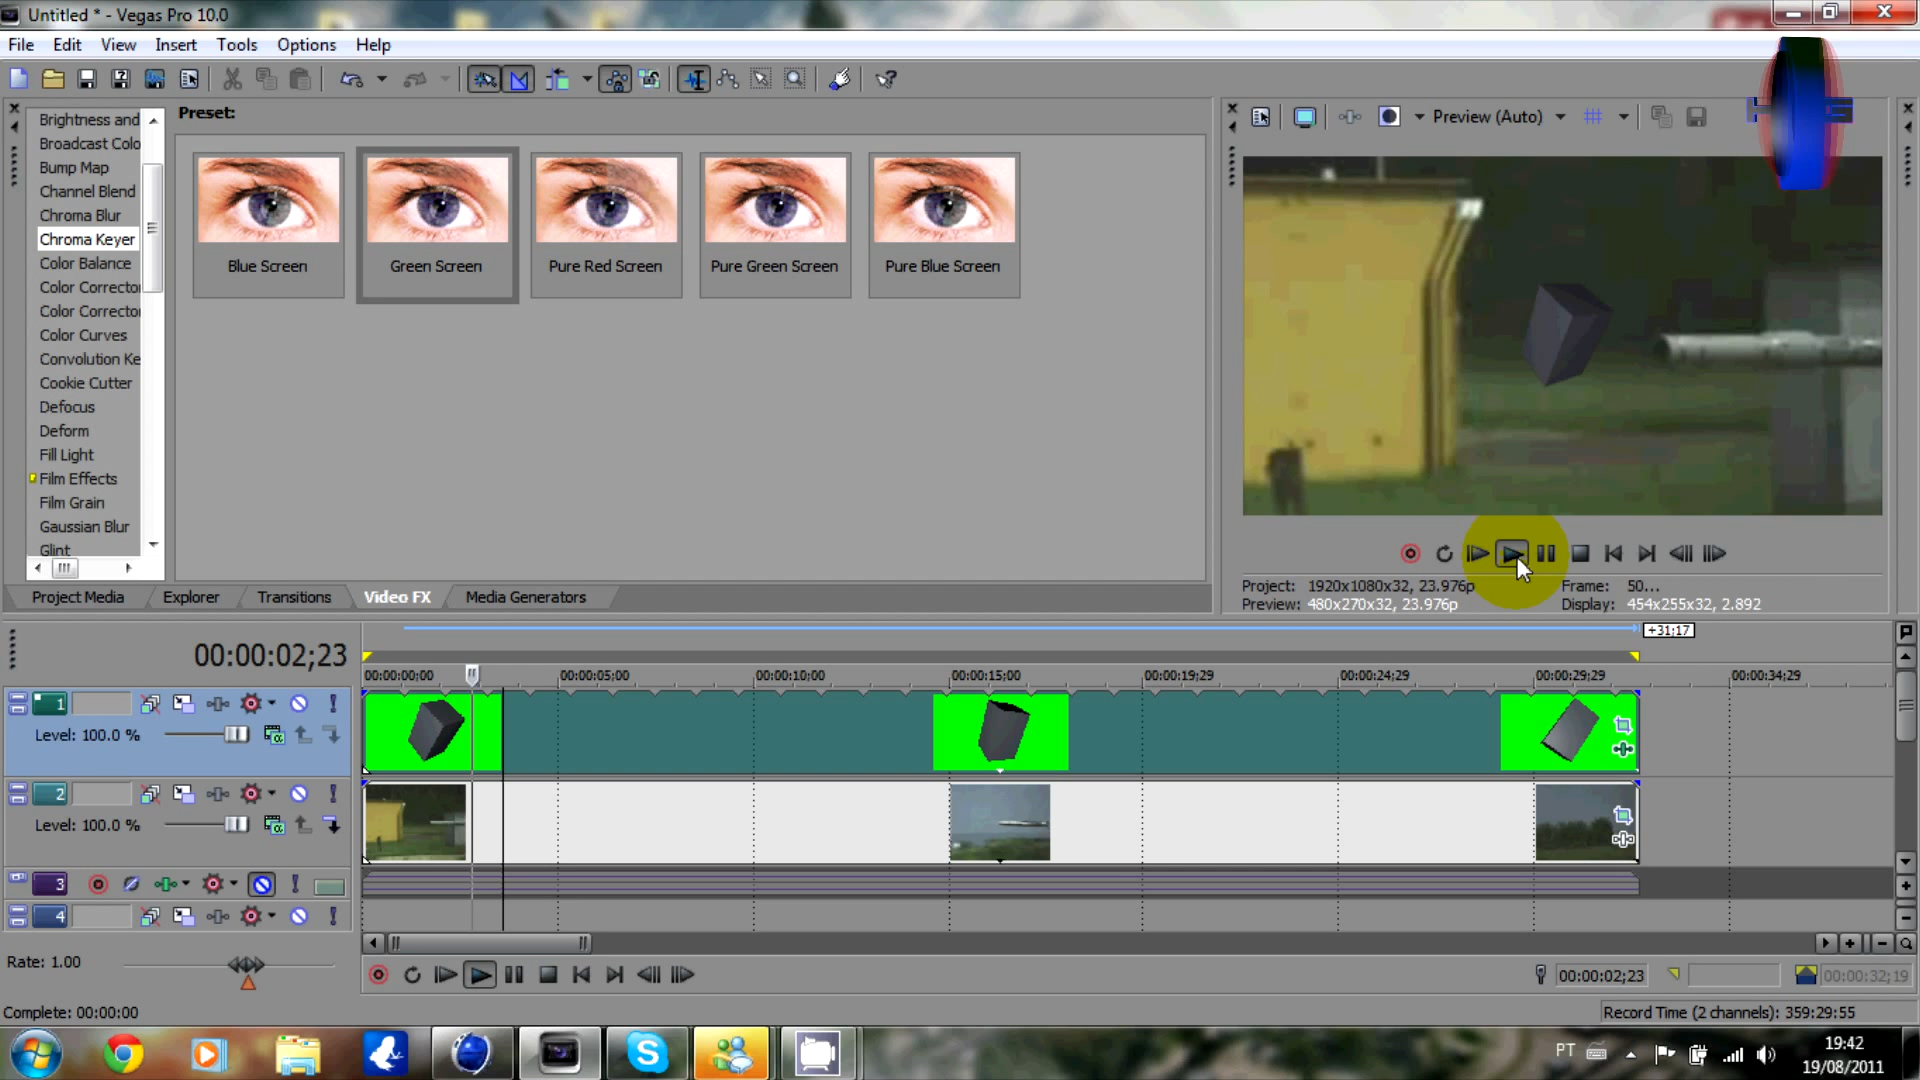 Untitled * - Vegas Pro 10.0
File Edit View Insert Tools Options Help
Preset:
Brightness and
Broadcast Colo
Bump Map
Channel Blend
Chroma Blur
Chroma Keyer
Color Balance
Color Correcto
Color Correcto
Color Curves
Convolution Ke
Cookie Cutter
Defocus
Deform
Fill Light
Film Effects
Film Grain
Gaussian Blur
Glint
Blue Screen
Green Screen
Pure Red Screen
Pure Green Screen
Pure Blue Screen
Preview (Auto)
Project: 1920x1080x32, 23.976p
Frame: 50...
Preview: 480x270x32, 23.976p
Display: 454x255x32, 2.892
Project Media Explorer Transitions Video FX Media Generators
+31;17
00:00:02;23
00:00:00;00 00:00:05;00 00:00:10;00 00:00:15;00 00:00:19;29 00:00:24;29 00:00:29;29 00:00:34;29
1
Level: 100.0 %
2
Level: 100.0 %
3
4
Rate: 1.00
00:00:02;23
00:00:32;19
Complete: 00:00:00
Record Time (2 channels): 359:29:55
PT
19:42
19/08/2011